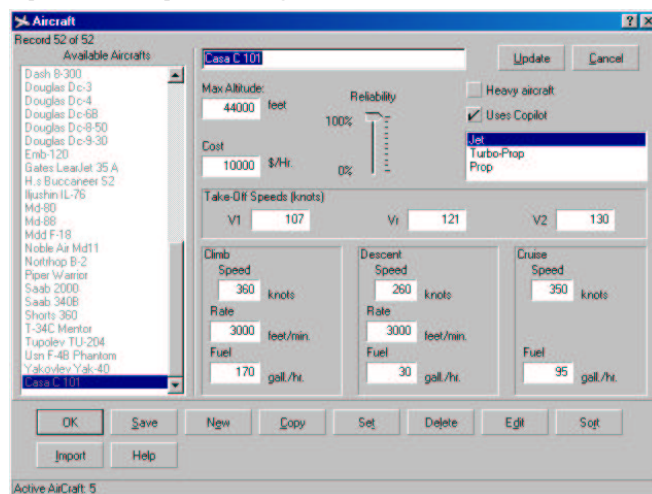 Aircraft
Record 52 of 52
Available Aircrafts
Dash 8-300
Douglas Dc-3
Douglas Dc-4
Douglas Dc-6B
Douglas Dc-8-50
Douglas Dc-9-30
Emb-120
Gates LearJet 35 A
H.s Buccaneer S2
Iljushin IL-76
Md-80
Md-88
Mdd F-18
Noble Air Md11
Nortrhop B-2
Piper Warrior
Saab 2000
Saab 340B
Shorts 360
T-34C Mentor
Tupolev TU-204
Usn F-4B Phantom
Yakovlev Yak-40
Casa C 101
Casa C 101
Update
Cancel
Max Altitude:
44000 feet
Reliability
100%
0%
Heavy aircraft
Uses Copilot
Cost
10000 $/Hr.
Jet
Turbo-Prop
Prop
Take-Off Speeds (knots)
V1 107 Vr 121 V2 130
Climb
Speed
360 knots
Rate
3000 feet/min.
Fuel
170 gall./hr.
Descent
Speed
260 knots
Rate
3000 feet/min.
Fuel
30 gall./hr.
Cruise
Speed
350 knots
Fuel
95 gall./hr.
OK Save New Copy Set Delete Edit Sort
Import Help
Active AirCraft: 5